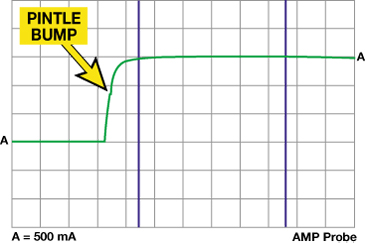 PINTLE
BUMP
A
A
A = 500 mA
AMP Probe